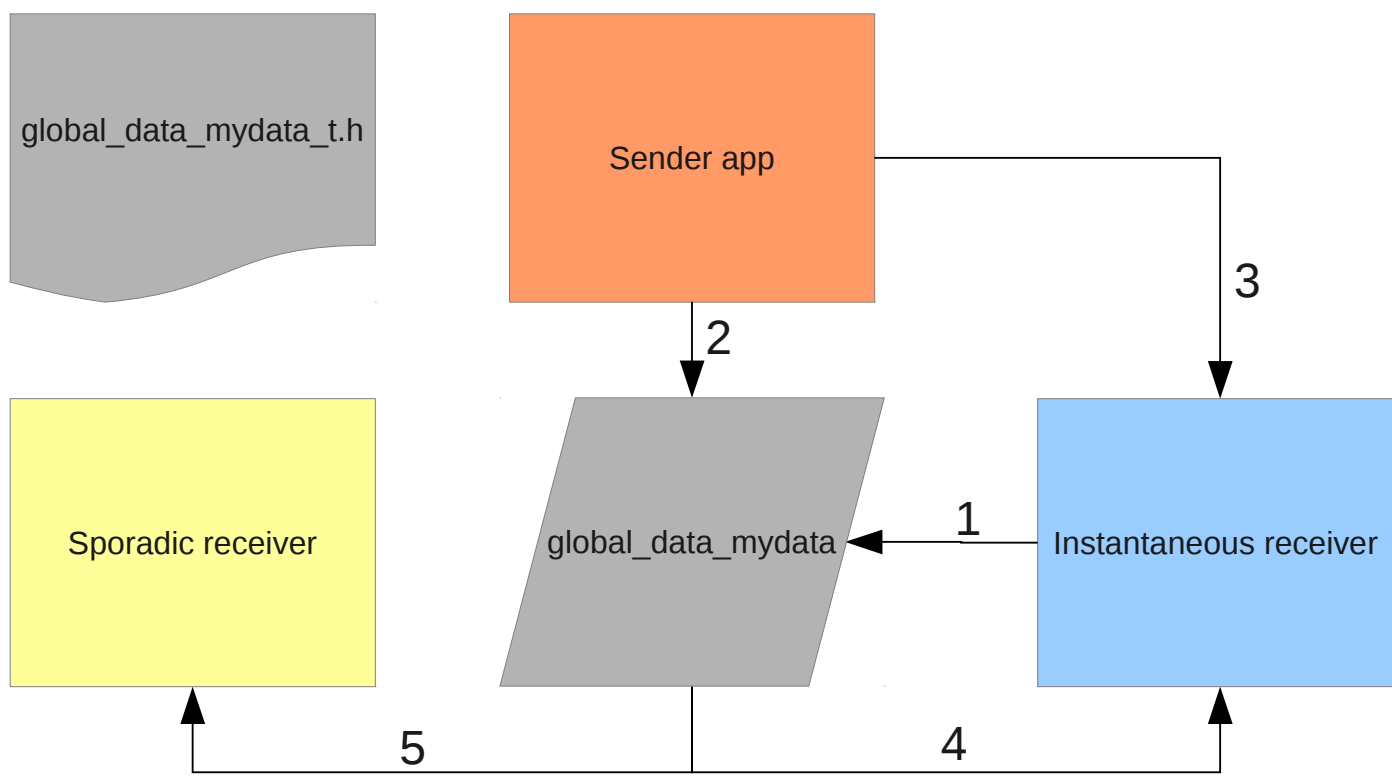 global_data_mydata_t.h
Sender app
3
2
Sporadic receiver
global_data_mydata
1
Instantaneous receiver
5
4